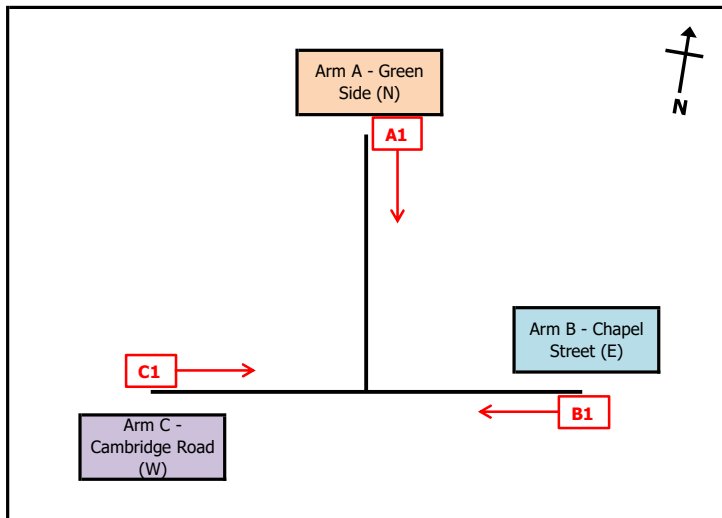 Arm A - Green
Side (N)
A1
N
Arm B - Chapel
Street (E)
C1
B1
Arm C -
Cambridge Road
(W)